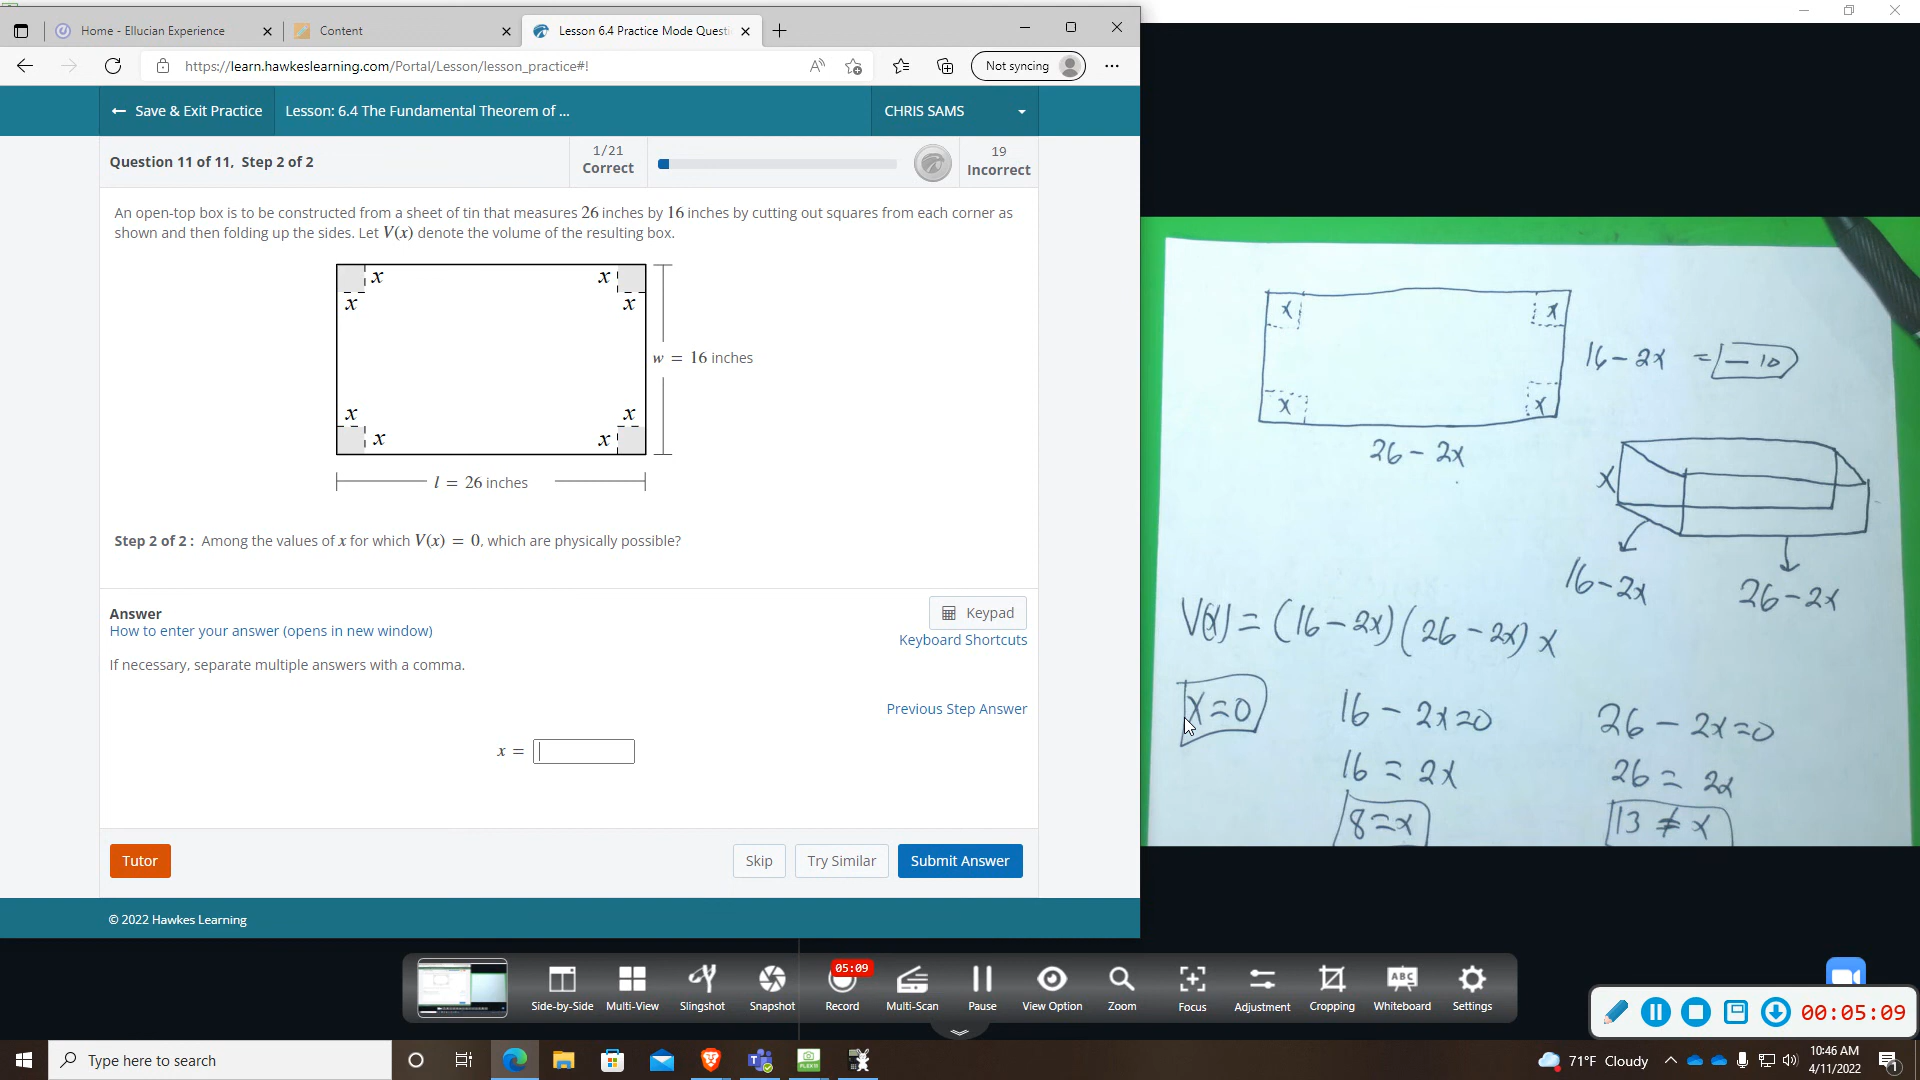 Home - Ellucian Experience
Content
Lesson 6.4 Practice Mode Questi
https://learn.hawkeslearning.com/Portal/Lesson/lesson_practice#!
Not syncing
← Save & Exit Practice
Lesson: 6.4 The Fundamental Theorem of ...
CHRIS SAMS
Question 11 of 11, Step 2 of 2
1/21
Correct
19
Incorrect
An open-top box is to be constructed from a sheet of tin that measures 26 inches by 16 inches by cutting out squares from each corner as
shown and then folding up the sides. Let V(x) denote the volume of the resulting box.
x x
x x
w = 16 inches
x x
x x
l = 26 inches
Step 2 of 2 : Among the values of x for which V(x) = 0, which are physically possible?
Answer
How to enter your answer (opens in new window)
Keypad
Keyboard Shortcuts
If necessary, separate multiple answers with a comma.
Previous Step Answer
x =
Tutor
Skip
Try Similar
Submit Answer
© 2022 Hawkes Learning
x x
16 - 2x = - 10
x x
26 - 2x
x
16 - 2x
26 - 2x
V(x) = (16 - 2x)(26 - 2x) x
x = 0
16 - 2x = 0
26 - 2x = 0
16 = 2x
26 = 2x
8 = x
13 ≠ x
Side-by-Side
Multi-View
Slingshot
Snapshot
05:09
Record
Multi-Scan
Pause
View Option
Zoom
Focus
Adjustment
Cropping
ABC
Whiteboard
Settings
00:05:09
Type here to search
71°F Cloudy
10:46 AM
4/11/2022
1